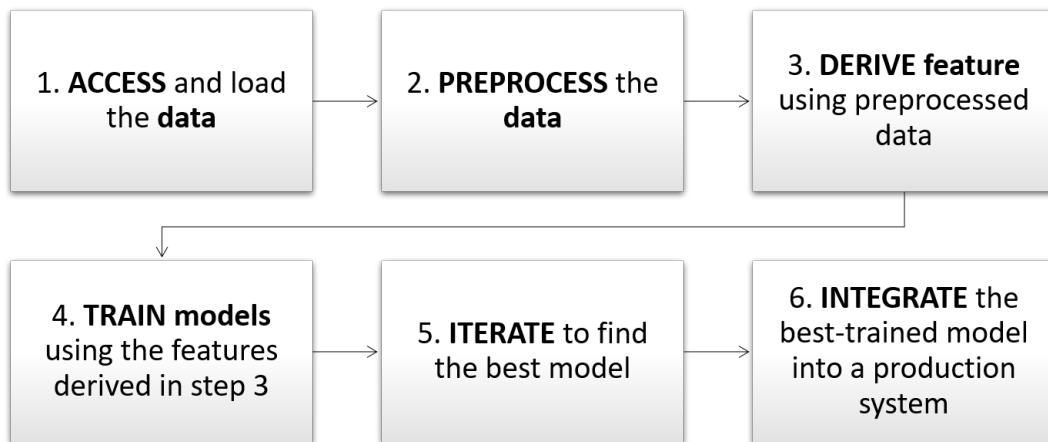 1. ACCESS and load
the data
2. PREPROCESS the
data
3. DERIVE feature
using preprocessed
data
4. TRAIN models
using the features
derived in step 3
5. ITERATE to find
the best model
6. INTEGRATE the
best-trained model
into a production
system